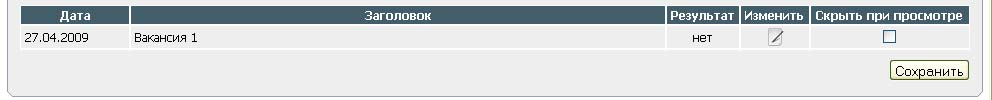 Дата Заголовок Результат Изменить Скрыть при просмотре
27.04.2009 Вакансия 1 нет
Сохранить